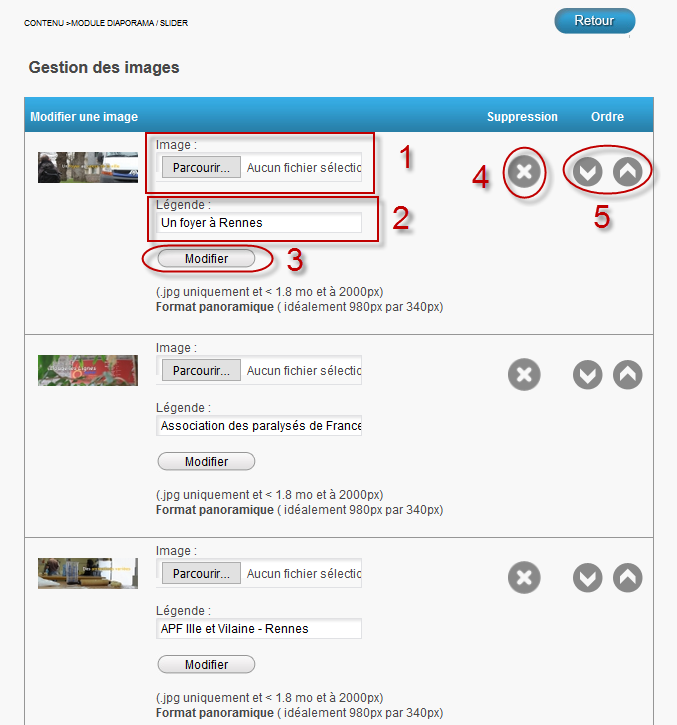 CONTENU >MODULE DIAPORAMA / SLIDER
Retour
Gestion des images
Modifier une image Suppression Ordre
Image :
Parcourir... Aucun fichier sélectic
1
Légende :
Un foyer à Rennes
2
Modifier
3
4
5
(.jpg uniquement et < 1.8 mo et à 2000px)
Format panoramique ( idéalement 980px par 340px)
Image :
Parcourir... Aucun fichier sélectic
Légende :
Association des paralysés de France
Modifier
(.jpg uniquement et < 1.8 mo et à 2000px)
Format panoramique ( idéalement 980px par 340px)
Image :
Parcourir... Aucun fichier sélectic
Légende :
APF Ille et Vilaine - Rennes
Modifier
(.jpg uniquement et < 1.8 mo et à 2000px)
Format panoramique ( idéalement 980px par 340px)